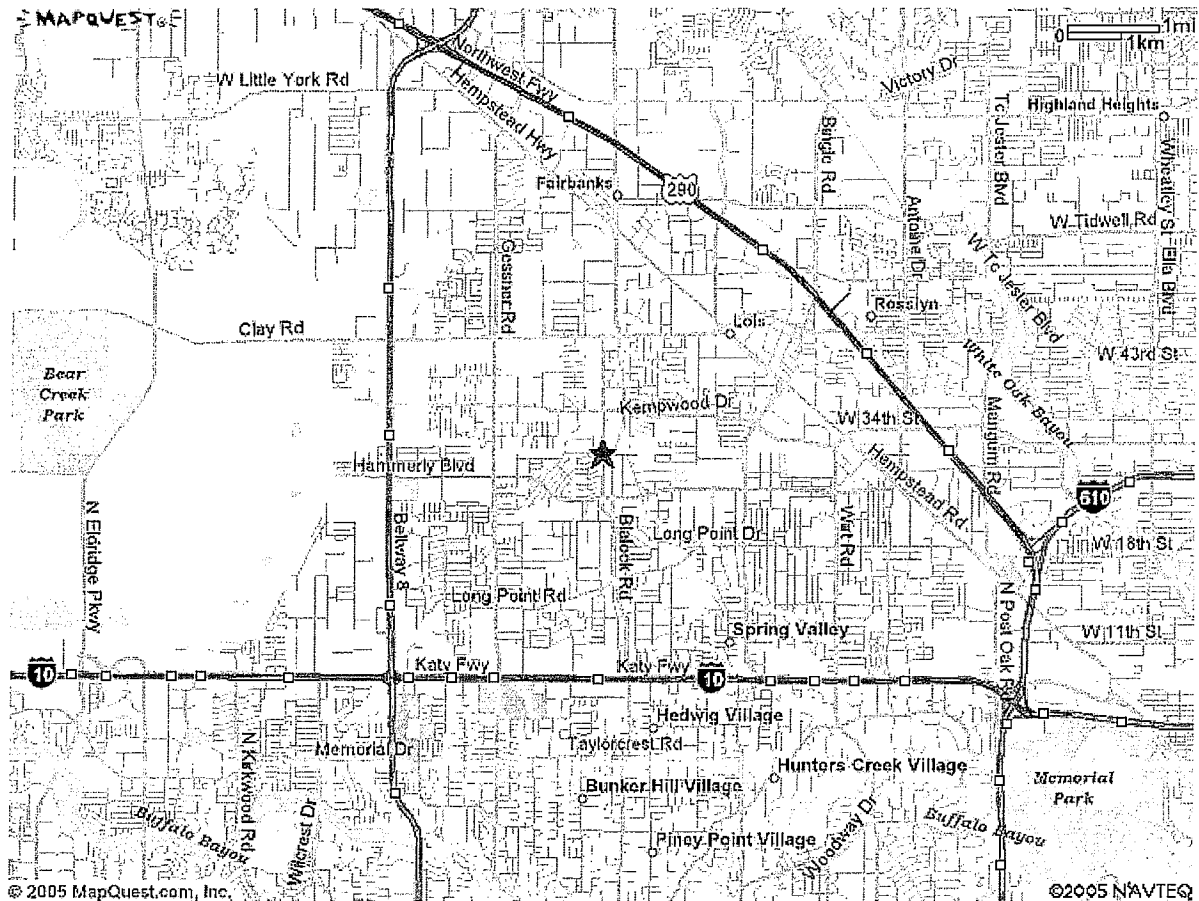 MAPQUEST
0 1mi
1km
Northwest Fwy
W Little York Rd
Hempstead Hwy
Victory Dr
Highland Heights
Tc Jester Blvd
Bingle Rd
Wheatley St
Fairbanks
290
Antoine Dr
W Tidwell Rd
Gessner Rd
W Tc Jester Blvd
Ella Blvd
Rosslyn
Clay Rd
Lois
W 43rd St
White Oak Bayou
Bear
Creek
Park
Kempwood Dr
W 34th St
Mangum Rd
Hammerly Blvd
Hempstead Rd
610
N Eldridge Pkwy
Beltway 8
Blalock Rd
Long Point Dr
Wirt Rd
W 18th St
Long Point Rd
N Post Oak Rd
W 11th St
Spring Valley
10
Katy Fwy
Katy Fwy
10
Hedwig Village
N Kirkwood Rd
Memorial Dr
Taylorcrest Rd
Hunters Creek Village
Bunker Hill Village
Memorial
Park
Buffalo Bayou
Wilcrest Dr
Piney Point Village
Woodway Dr
Buffalo Bayou
© 2005 MapQuest.com, Inc.
©2005 NAVTEQ